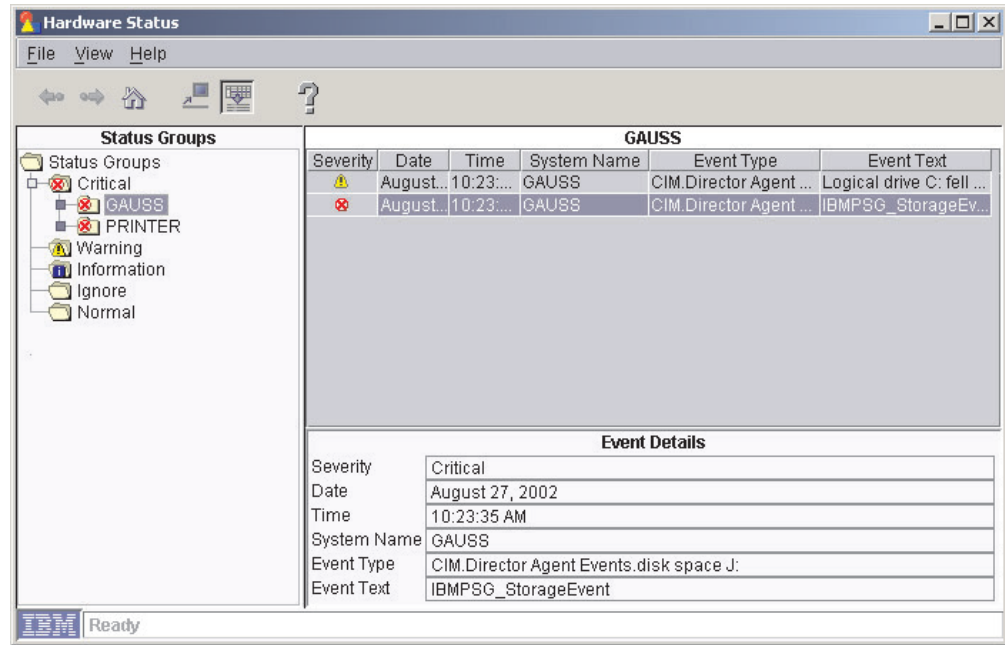 Hardware Status
File View Help
Status Groups
Status Groups
Critical
GAUSS
PRINTER
Warning
Information
Ignore
Normal
GAUSS
Severity Date Time System Name Event Type Event Text
August... 10:23:... GAUSS CIM.Director Agent ... Logical drive C: fell ...
August... 10:23:... GAUSS CIM.Director Agent ... IBMPSG_StorageEv...
Event Details
Severity Critical
Date August 27, 2002
Time 10:23:35 AM
System Name GAUSS
Event Type CIM.Director Agent Events.disk space J:
Event Text IBMPSG_StorageEvent
IBM Ready